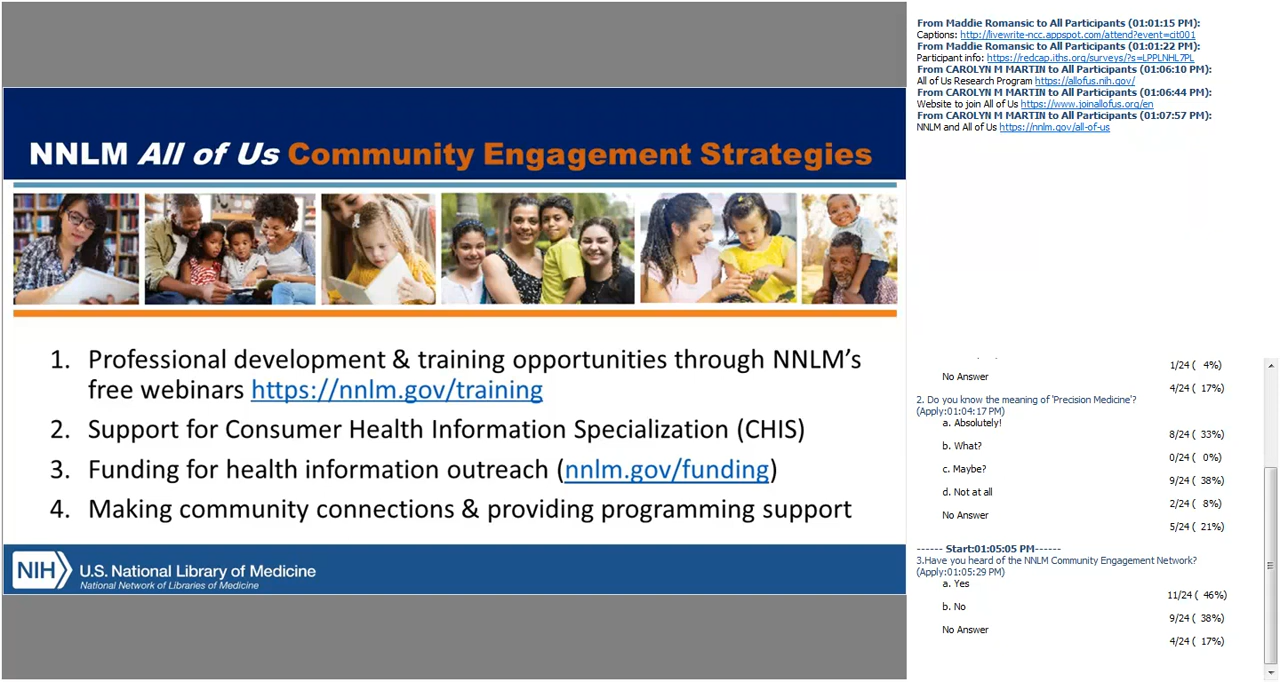 NNLM All of Us Community Engagement Strategies
1. Professional development & training opportunities through NNLM's
free webinars https://nnlm.gov/training
2. Support for Consumer Health Information Specialization (CHIS)
3. Funding for health information outreach (nnlm.gov/funding)
4. Making community connections & providing programming support
NIH U.S. National Library of Medicine
National Network of Libraries of Medicine
From Maddie Romansic to All Participants (01:01:15 PM):
Captions: http://livewrite-ncc.appspot.com/attend?event=cit001
From Maddie Romansic to All Participants (01:01:22 PM):
Participant info: https://redcap.iths.org/surveys/?s=LPPLNHL7PL
From CAROLYN M MARTIN to All Participants (01:06:10 PM):
All of Us Research Program https://allofus.nih.gov/
From CAROLYN M MARTIN to All Participants (01:06:44 PM):
Website to join All of Us https://www.joinallofus.org/en
From CAROLYN M MARTIN to All Participants (01:07:57 PM):
NNLM and All of Us https://nnlm.gov/all-of-us
1/24 ( 4%)
No Answer
4/24 ( 17%)
2. Do you know the meaning of 'Precision Medicine'?
(Apply:01:04:17 PM)
a. Absolutely!
8/24 ( 33%)
b. What?
0/24 ( 0%)
c. Maybe?
9/24 ( 38%)
d. Not at all
2/24 ( 8%)
No Answer
5/24 ( 21%)
------ Start:01:05:05 PM------
3.Have you heard of the NNLM Community Engagement Network?
(Apply:01:05:29 PM)
a. Yes
11/24 ( 46%)
b. No
9/24 ( 38%)
No Answer
4/24 ( 17%)